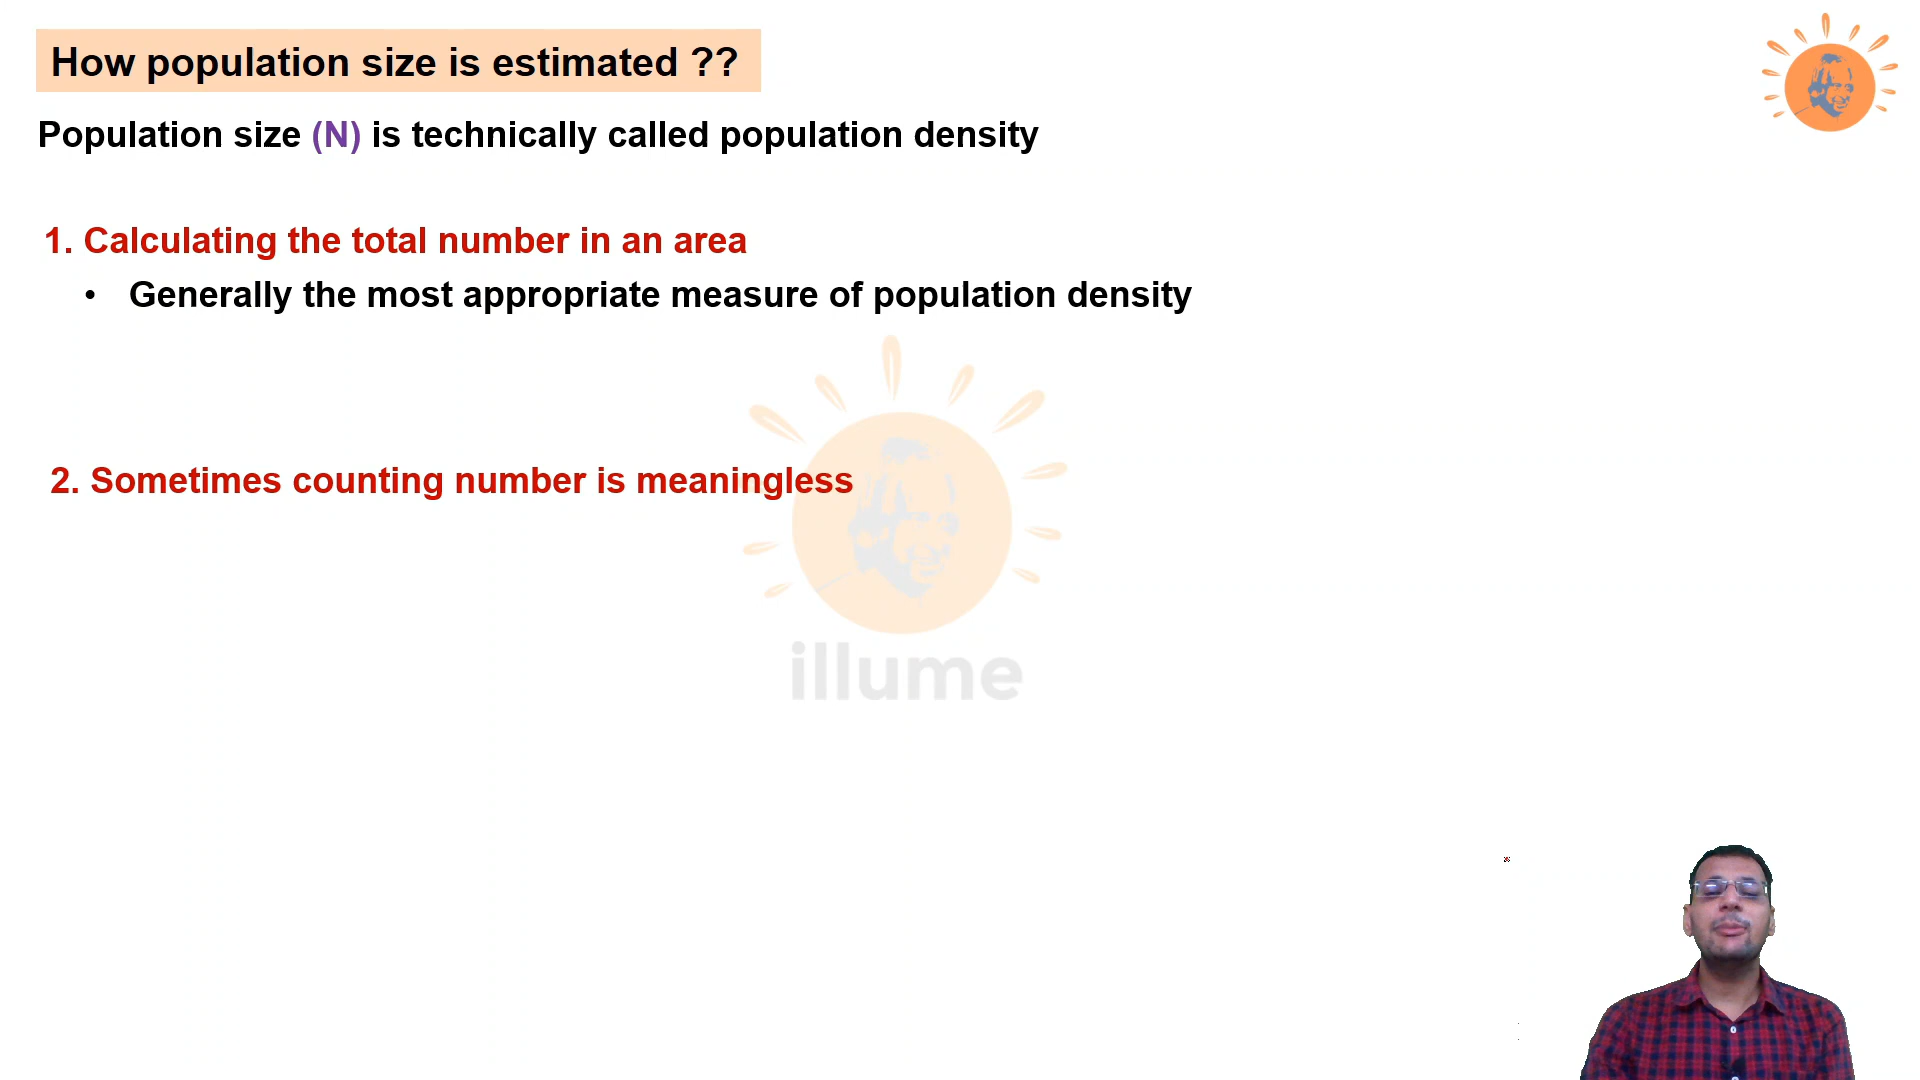 How population size is estimated ??
Population size (N) is technically called population density
1. Calculating the total number in an area
• Generally the most appropriate measure of population density
2. Sometimes counting number is meaningless
illume